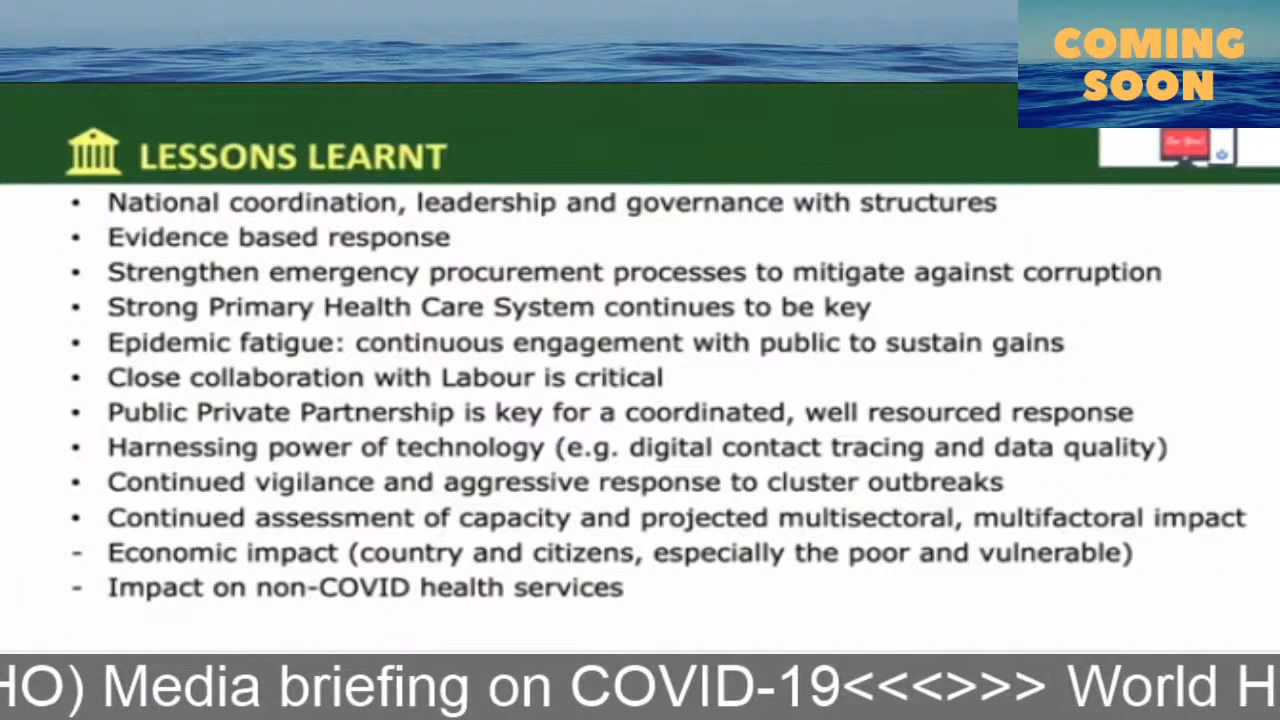 COMING
SOON
LESSONS LEARNT
• National coordination, leadership and governance with structures
• Evidence based response
• Strengthen emergency procurement processes to mitigate against corruption
• Strong Primary Health Care System continues to be key
• Epidemic fatigue: continuous engagement with public to sustain gains
• Close collaboration with Labour is critical
• Public Private Partnership is key for a coordinated, well resourced response
• Harnessing power of technology (e.g. digital contact tracing and data quality)
• Continued vigilance and aggressive response to cluster outbreaks
• Continued assessment of capacity and projected multisectoral, multifactoral impact
- Economic impact (country and citizens, especially the poor and vulnerable)
- Impact on non-COVID health services
HO) Media briefing on COVID-19<<<>>> World H